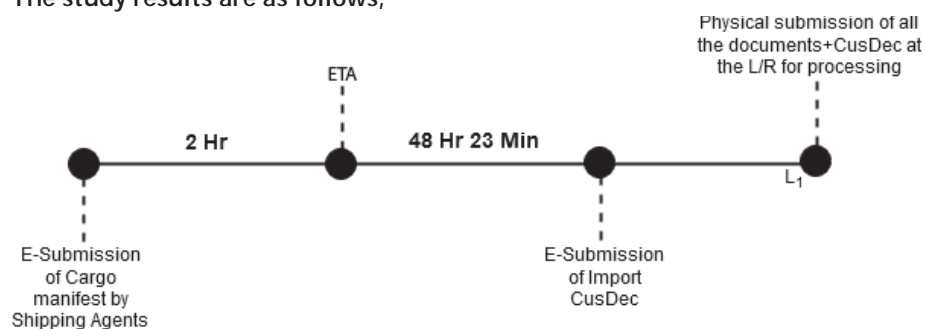 The study results are as follows;
Physical submission of all
the documents+CusDec at
the L/R for processing
ETA
2 Hr
48 Hr 23 Min
L1
E-Submission
of Cargo
manifest by
Shipping Agents
E-Submission
of Import
CusDec